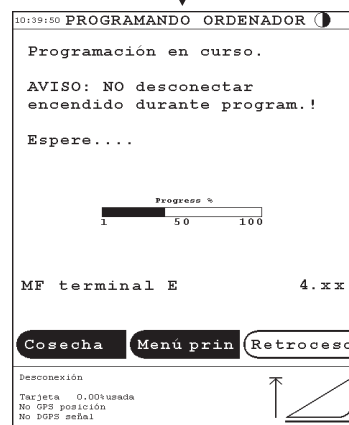 10:39:50 PROGRAMANDO ORDENADOR
Programación en curso.
AVISO: NO desconectar
encendido durante program.!
Espere....
Progress %
1 50 100
MF terminal E 4.xx
Cosecha Menú prin Retroceso
Desconexión
Tarjeta 0.00%usada
No GPS posición
No DGPS señal